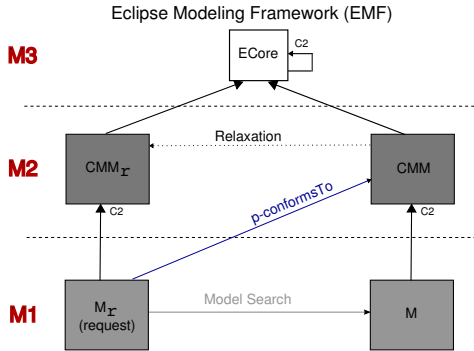 Eclipse Modeling Framework (EMF)
M3
ECore
C2
Relaxation
M2
CMMr
CMM
p-conformsTo
C2
C2
M1
Mr
(request)
Model Search
M